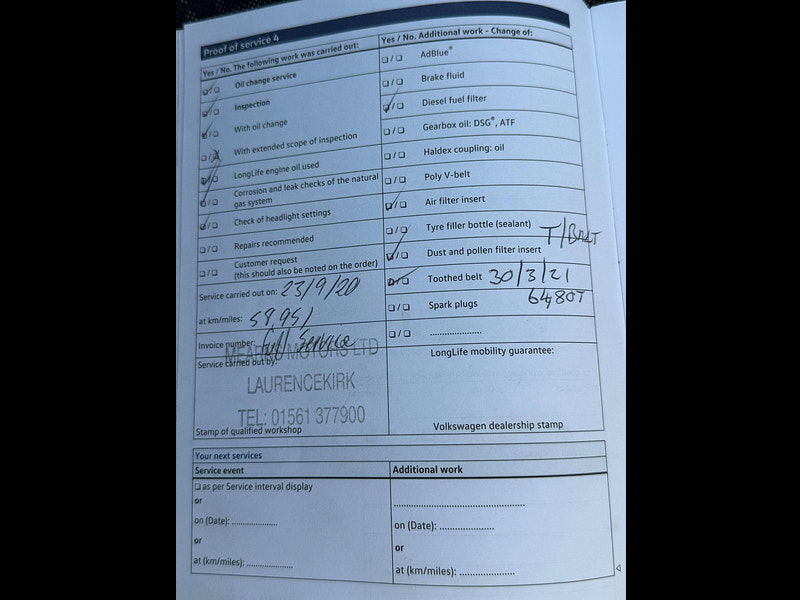 Proof of service 4
Yes / No. The following work was carried out:
Oil change service
Inspection
With oil change
With extended scope of inspection
LongLife engine oil used
Corrosion and leak checks of the natural
gas system
Check of headlight settings
Repairs recommended
Customer request
(this should also be noted on the order)
Service carried out on: 23/9/20
at km/miles: 58,951
Invoice number: Full Service
Service carried out by:
MEARNS MOTORS LTD
LAURENCEKIRK
TEL: 01561 377900
Stamp of qualified workshop
Yes / No. Additional work - Change of:
AdBlue®
Brake fluid
Diesel fuel filter
Gearbox oil: DSG®, ATF
Haldex coupling: oil
Poly V-belt
Air filter insert
Tyre filler bottle (sealant)
T/Belt
Dust and pollen filter insert
Toothed belt 30/3/21
Spark plugs 64807
....................
LongLife mobility guarantee:
Volkswagen dealership stamp
Your next services
Service event
as per Service interval display
or
on (Date): ..................
or
at (km/miles): ..................
Additional work
..................................................
on (Date): .....................
or
at (km/miles): .....................